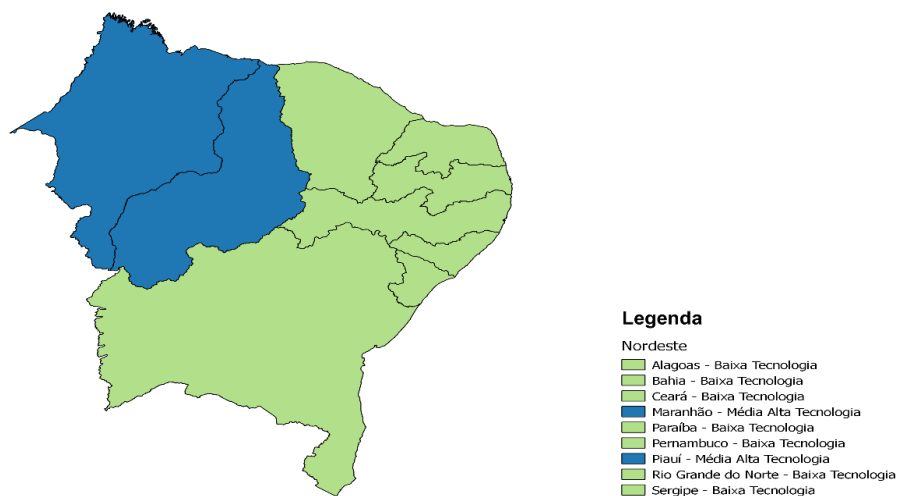 Legenda
Nordeste
Alagoas - Baixa Tecnologia
Bahia - Baixa Tecnologia
Ceará - Baixa Tecnologia
Maranhão - Média Alta Tecnologia
Paraíba - Baixa Tecnologia
Pernambuco - Baixa Tecnologia
Piauí - Média Alta Tecnologia
Rio Grande do Norte - Baixa Tecnologia
Sergipe - Baixa Tecnologia